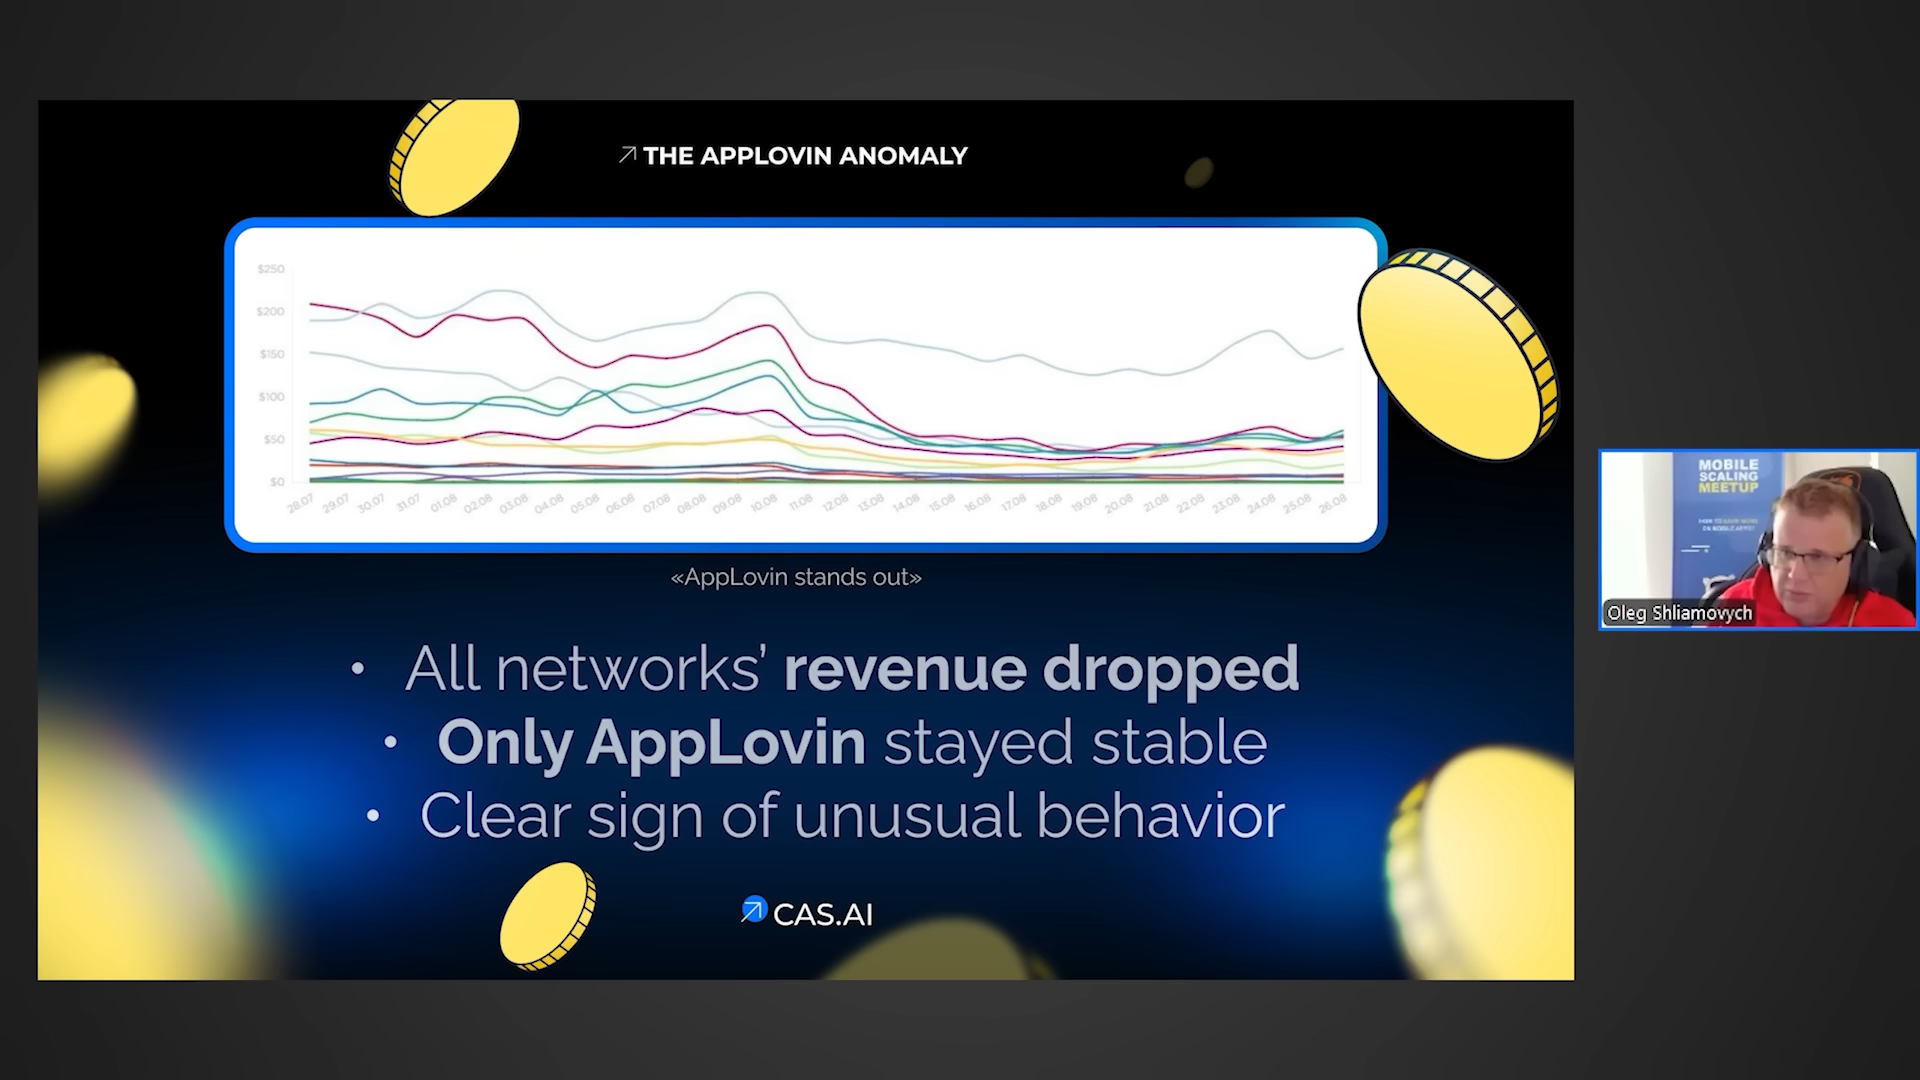 THE APPLOVIN ANOMALY
$250
$200
$150
$100
$50
$0
28.07 29.07 30.07 31.07 01.08 02.08 03.08 04.08 05.08 06.08 07.08 08.08 09.08 10.08 11.08 12.08 13.08 14.08 15.08 16.08 17.08 18.08 19.08 20.08 21.08 22.08 23.08 24.08 25.08 26.08
«AppLovin stands out»
• All networks’ revenue dropped
• Only AppLovin stayed stable
• Clear sign of unusual behavior
CAS.AI
MOBILE
SCALING
MEETUP
Oleg Shliamovych